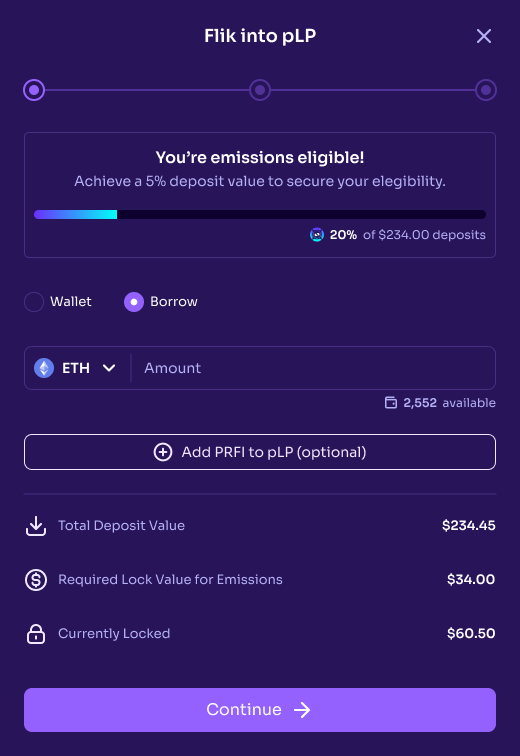 Flik into pLP
You’re emissions eligible!
Achieve a 5% deposit value to secure your elegibility.
20% of $234.00 deposits
Wallet
Borrow
ETH
Amount
2,552 available
Add PRFI to pLP (optional)
Total Deposit Value
$234.45
Required Lock Value for Emissions
$34.00
Currently Locked
$60.50
Continue